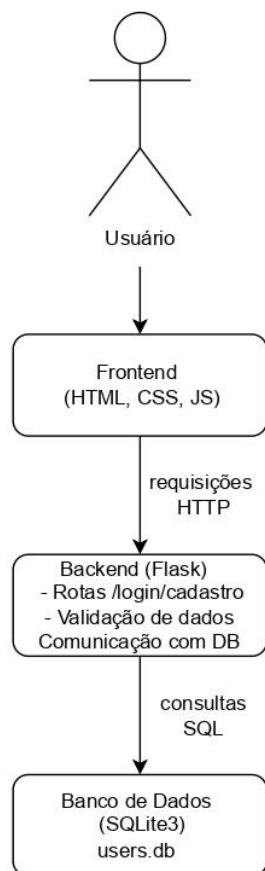 Usuário
Frontend
(HTML, CSS, JS)
requisições
HTTP
Backend (Flask)
- Rotas /login/cadastro
- Validação de dados
Comunicação com DB
consultas
SQL
Banco de Dados
(SQLite3)
users.db